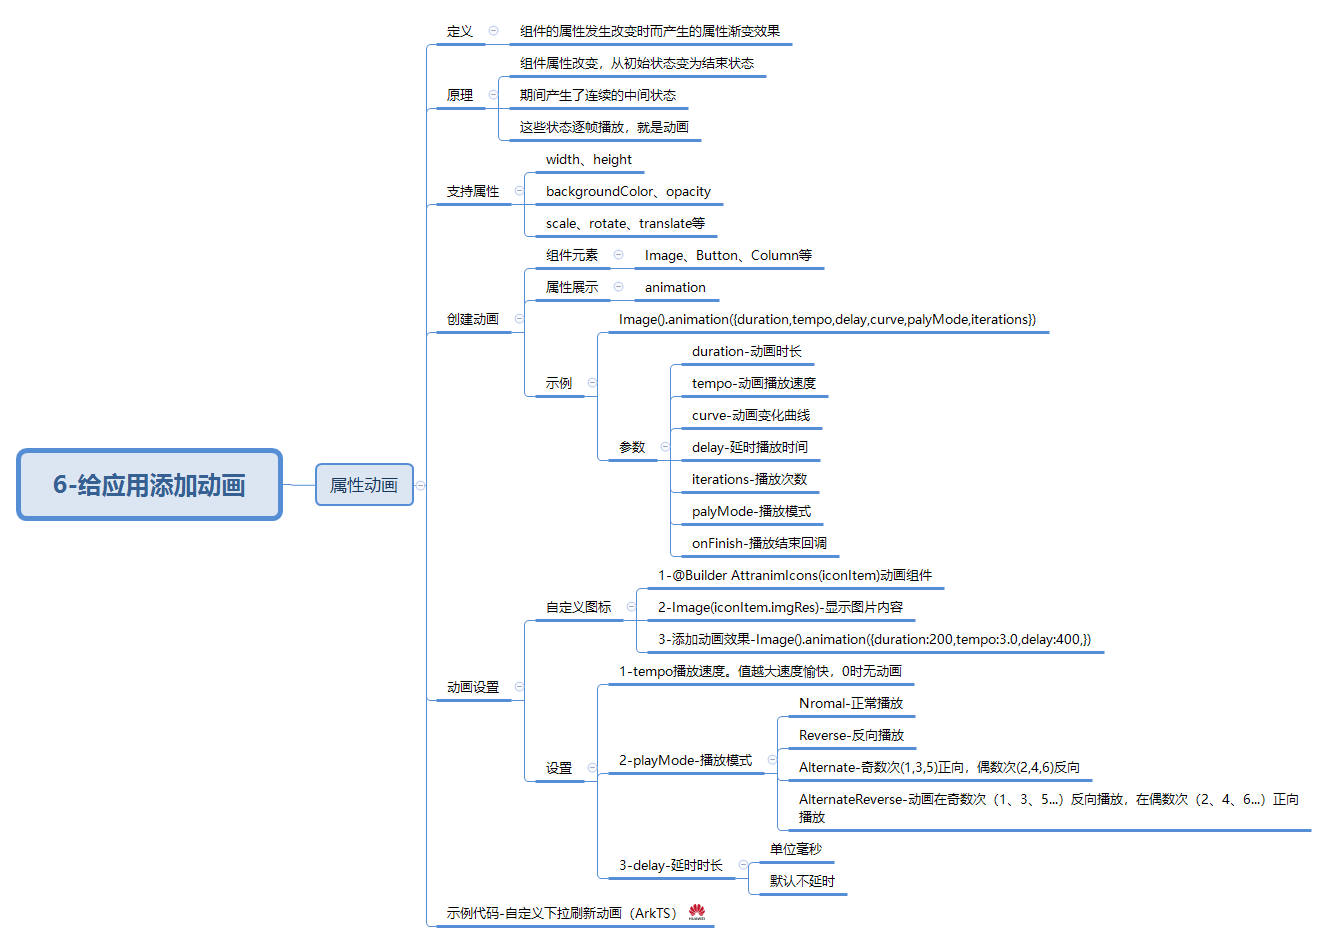 6-给应用添加动画
属性动画
定义
组件的属性发生改变时而产生的属性渐变效果
原理
组件属性改变，从初始状态变为结束状态
期间产生了连续的中间状态
这些状态逐帧播放，就是动画
支持属性
width、height
backgroundColor、opacity
scale、rotate、translate等
创建动画
组件元素
Image、Button、Column等
属性展示
animation
示例
Image().animation({duration,tempo,delay,curve,palyMode,iterations})
参数
duration-动画时长
tempo-动画播放速度
curve-动画变化曲线
delay-延时播放时间
iterations-播放次数
palyMode-播放模式
onFinish-播放结束回调
动画设置
自定义图标
1-@Builder AttranimIcons(iconItem)动画组件
2-Image(iconItem.imgRes)-显示图片内容
3-添加动画效果-Image().animation({duration:200,tempo:3.0,delay:400,})
设置
1-tempo播放速度。值越大速度愉快，0时无动画
2-playMode-播放模式
Nromal-正常播放
Reverse-反向播放
Alternate-奇数次(1,3,5)正向，偶数次(2,4,6)反向
AlternateReverse-动画在奇数次（1、3、5...）反向播放，在偶数次（2、4、6...）正向
播放
3-delay-延时时长
单位毫秒
默认不延时
示例代码-自定义下拉刷新动画（ArkTS）
HUAWEI